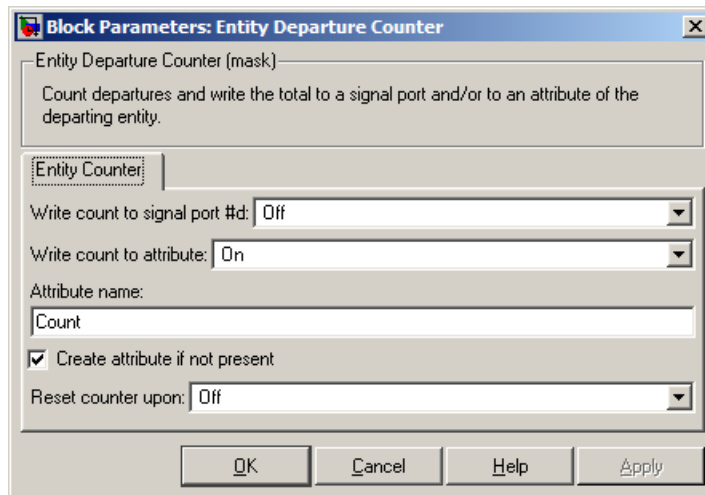 Block Parameters: Entity Departure Counter
Entity Departure Counter (mask)
Count departures and write the total to a signal port and/or to an attribute of the
departing entity.
Entity Counter
Write count to signal port #d: Off
Write count to attribute: On
Attribute name:
Count
Create attribute if not present
Reset counter upon: Off
OK Cancel Help Apply